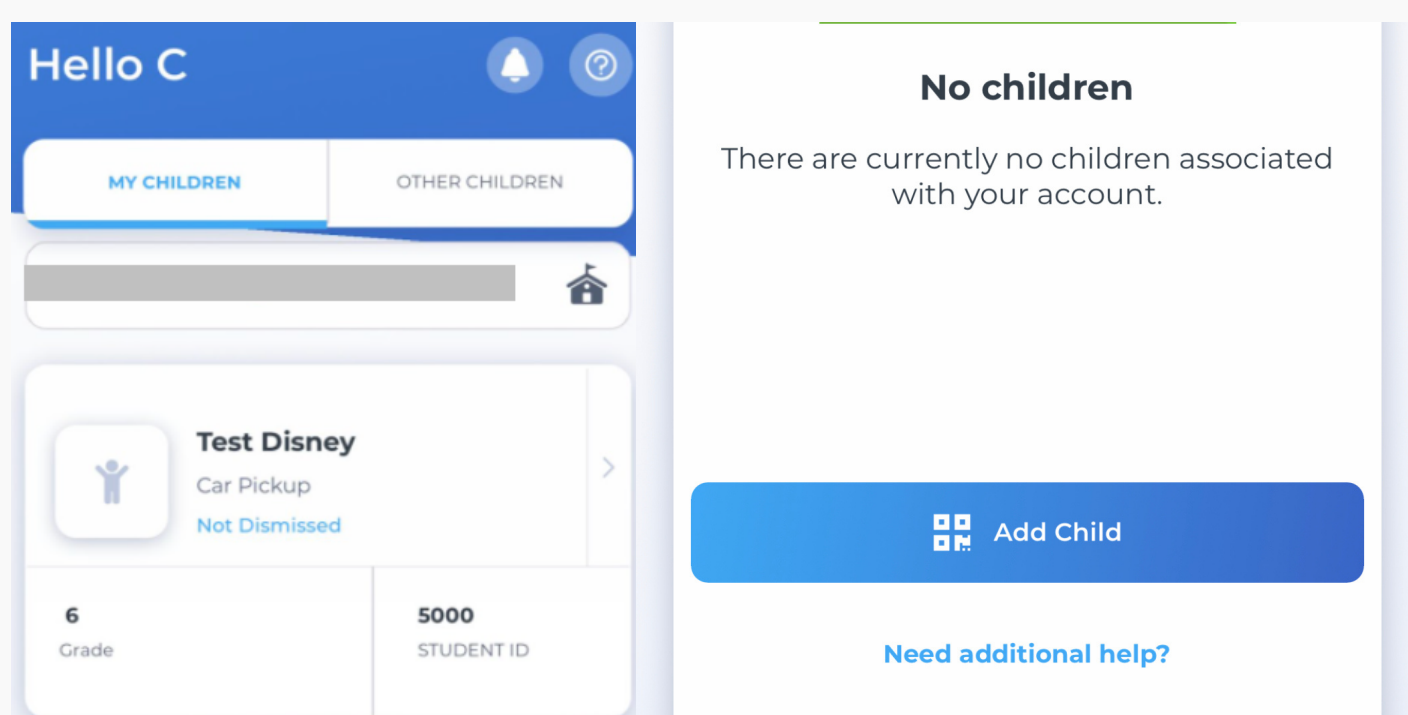 Hello C
MY CHILDREN
OTHER CHILDREN
Test Disney
Car Pickup
Not Dismissed
6
Grade
5000
STUDENT ID
No children
There are currently no children associated
with your account.
Add Child
Need additional help?